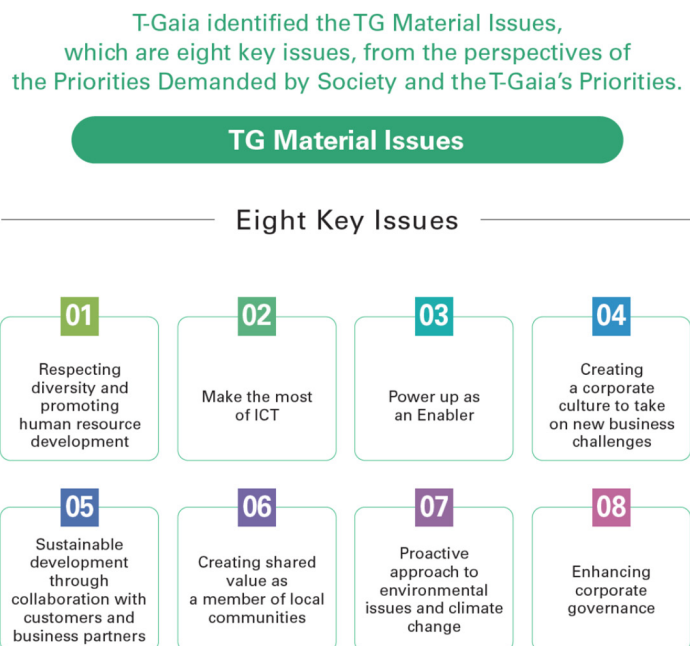 T-Gaia identified the TG Material Issues,
which are eight key issues, from the perspectives of
the Priorities Demanded by Society and the T-Gaia's Priorities.
TG Material Issues
Eight Key Issues
01
Respecting
diversity and
promoting
human resource
development
02
Make the most
of ICT
03
Power up as
an Enabler
04
Creating
a corporate
culture to take
on new business
challenges
05
Sustainable
development
through
collaboration with
customers and
business partners
06
Creating shared
value as
a member of local
communities
07
Proactive
approach to
environmental
issues and climate
change
08
Enhancing
corporate
governance